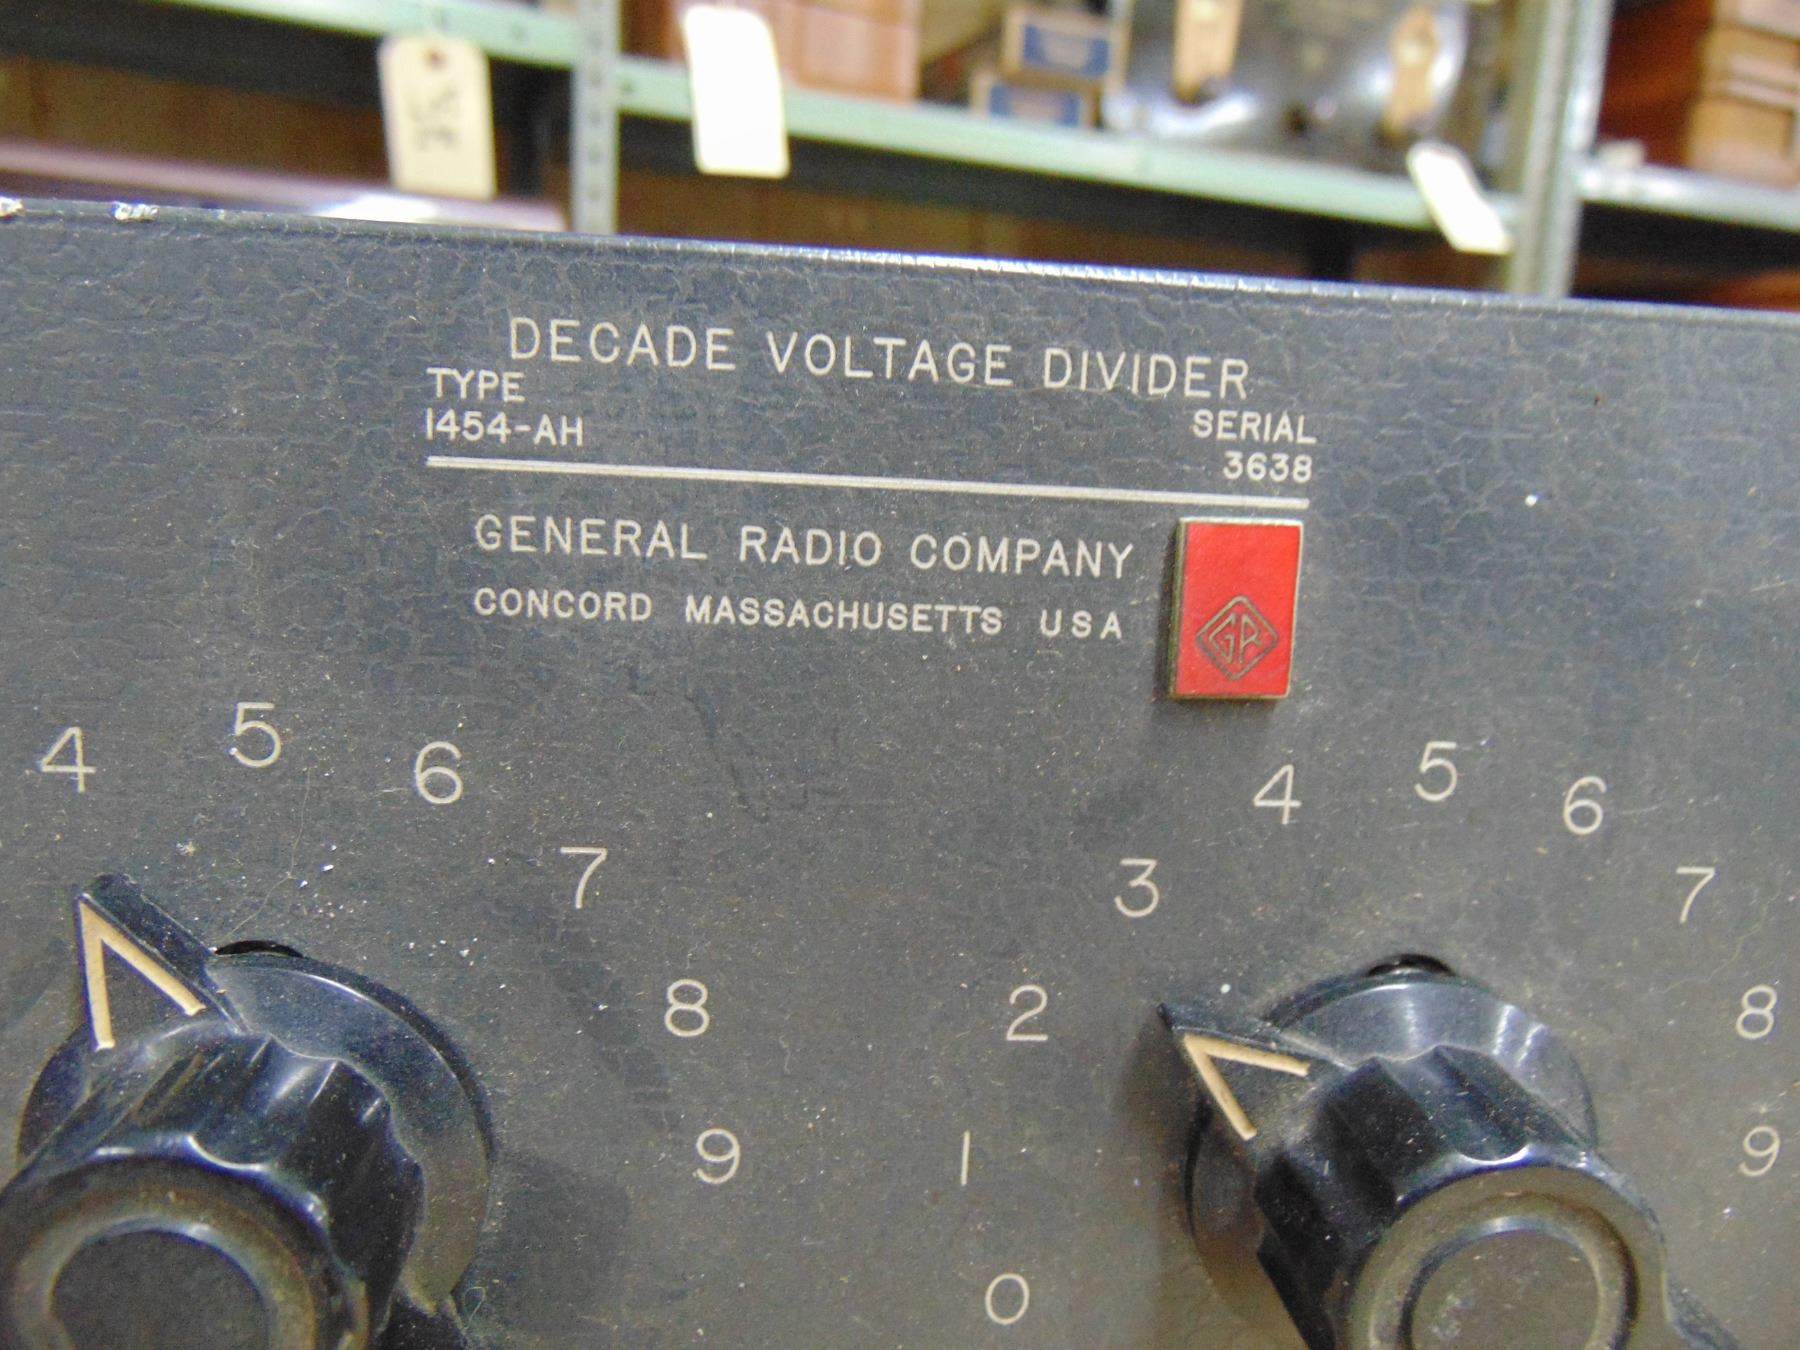 DECADE VOLTAGE DIVIDER
TYPE
1454-AH
SERIAL
3638
GENERAL RADIO COMPANY
CONCORD MASSACHUSETTS USA
GR
4 5 6 7 8 9
0 1 2 3 4 5 6 7 8 9